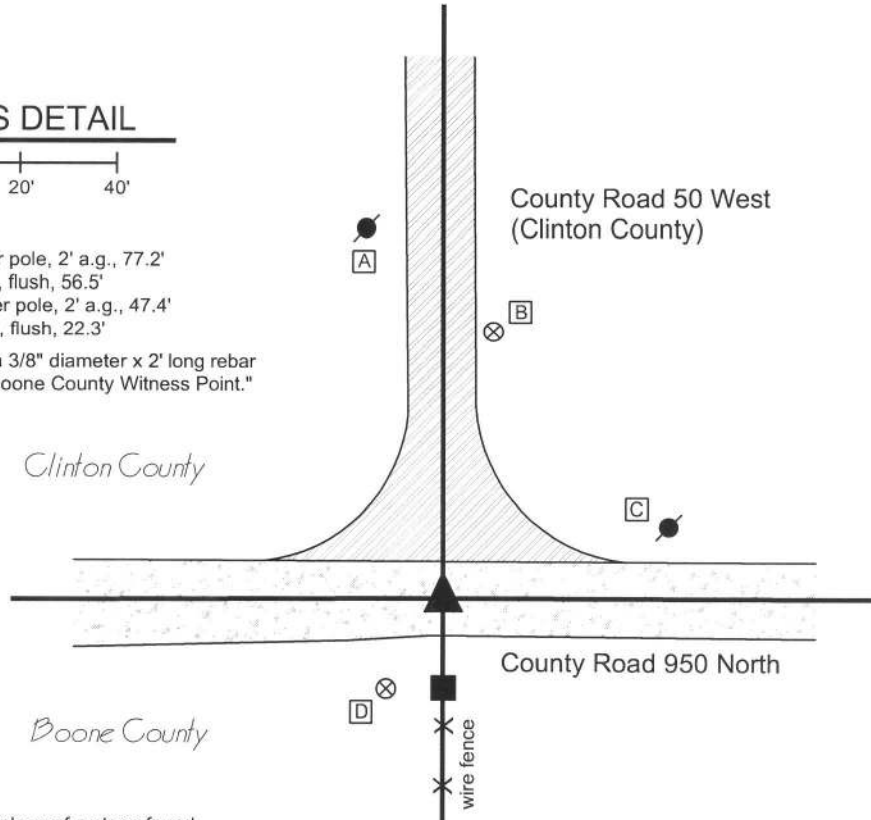 S DETAIL
20' 40'
pole, 2' a.g., 77.2'
flush, 56.5'
pole, 2' a.g., 47.4'
flush, 22.3'
3/8" diameter x 2' long rebar
County Witness Point."
County Road 50 West
(Clinton County)
A
B
Clinton County
C
County Road 950 North
D
Boone County
wire fence